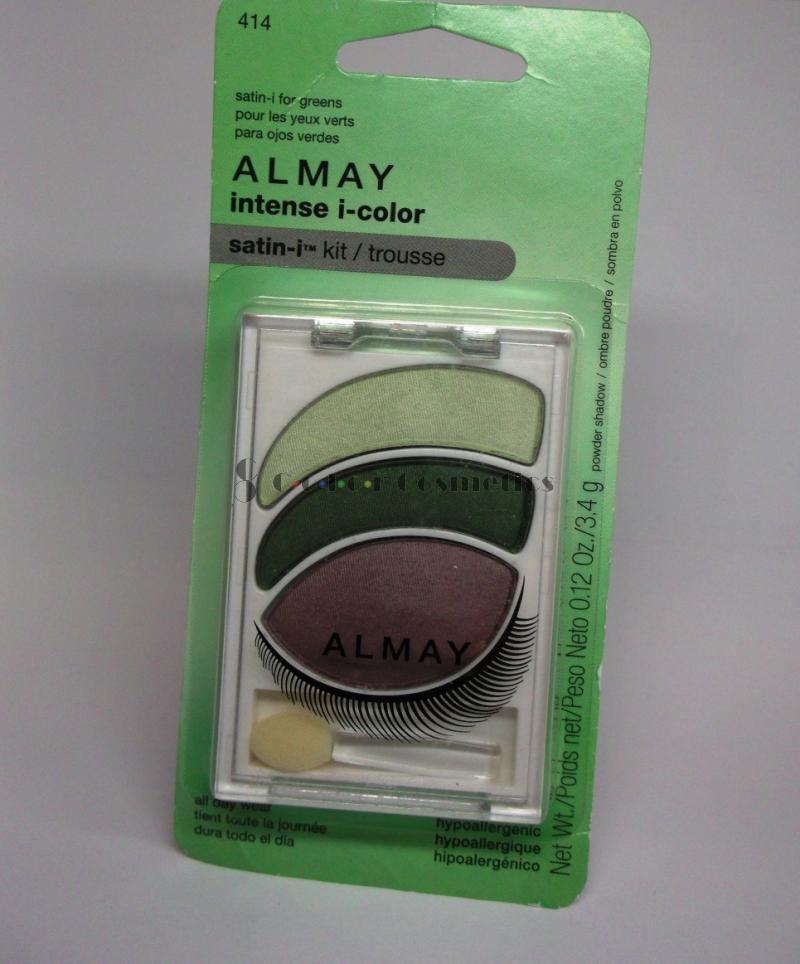 414
satin-i for greens
pour les yeux verts
para ojos verdes
ALMAY
intense i-color
satin-i™ kit / trousse
powder shadow / ombre poudre / sombra en polvo
Color Cosmetics
ALMAY
Net Wt./Poids net/Peso Neto 0.12 Oz./3.4 g
all day wear
tient toute la journée
dura todo el día
hypoallergenic
hypoallergique
hipoalergénico